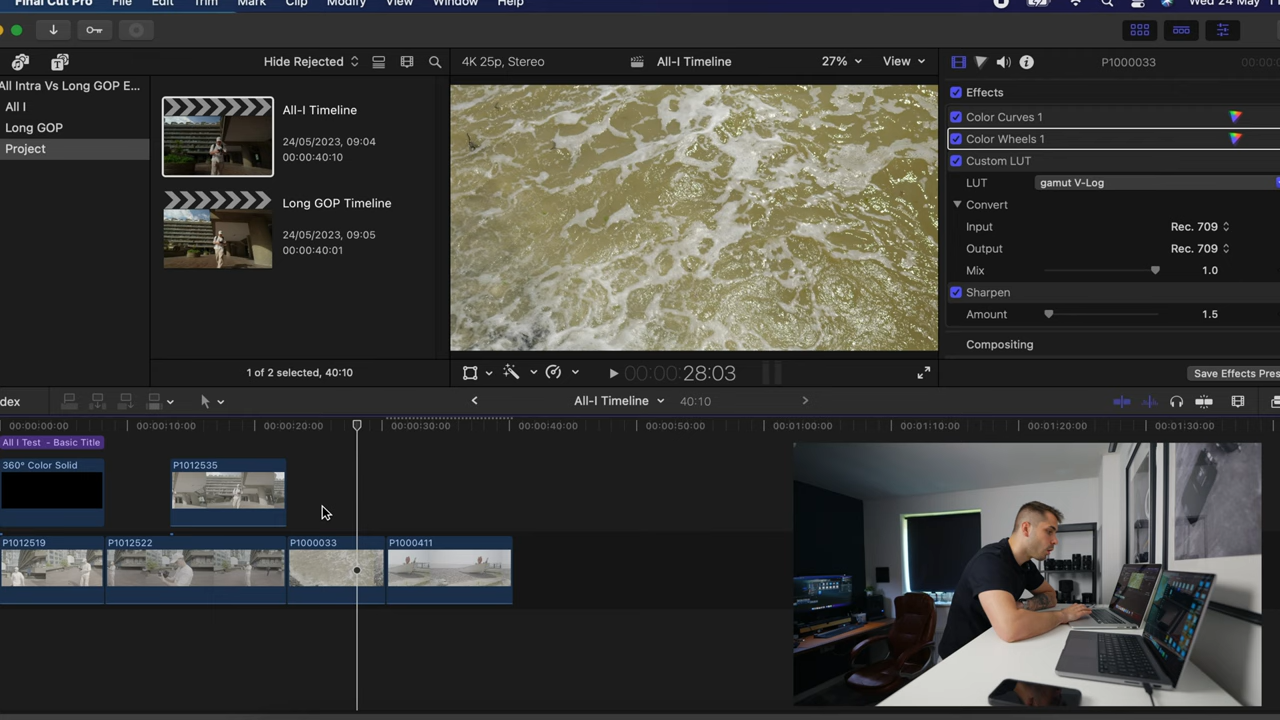 Final Cut Pro File Edit Trim Mark Clip Modify View Window Help Wed 24 May
Hide Rejected
4K 25p, Stereo All-I Timeline 27% View
P1000033 00:00:
All Intra Vs Long GOP E...
All I
Long GOP
Project
All-I Timeline
24/05/2023, 09:04
00:00:40:10
Long GOP Timeline
24/05/2023, 09:05
00:00:40:01
1 of 2 selected, 40:10
00:00:28:03
Effects
Color Curves 1
Color Wheels 1
Custom LUT
LUT gamut V-Log
Convert
Input Rec. 709
Output Rec. 709
Mix 1.0
Sharpen
Amount 1.5
Compositing
Save Effects Pres
dex All-I Timeline 40:10
00:00:00:00 00:00:10:00 00:00:20:00 00:00:30:00 00:00:40:00 00:00:50:00 00:01:00:00 00:01:10:00 00:01:20:00 00:01:30:00
All I Test - Basic Title
360° Color Solid P1012535
P1012519 P1012522 P1000033 P1000411